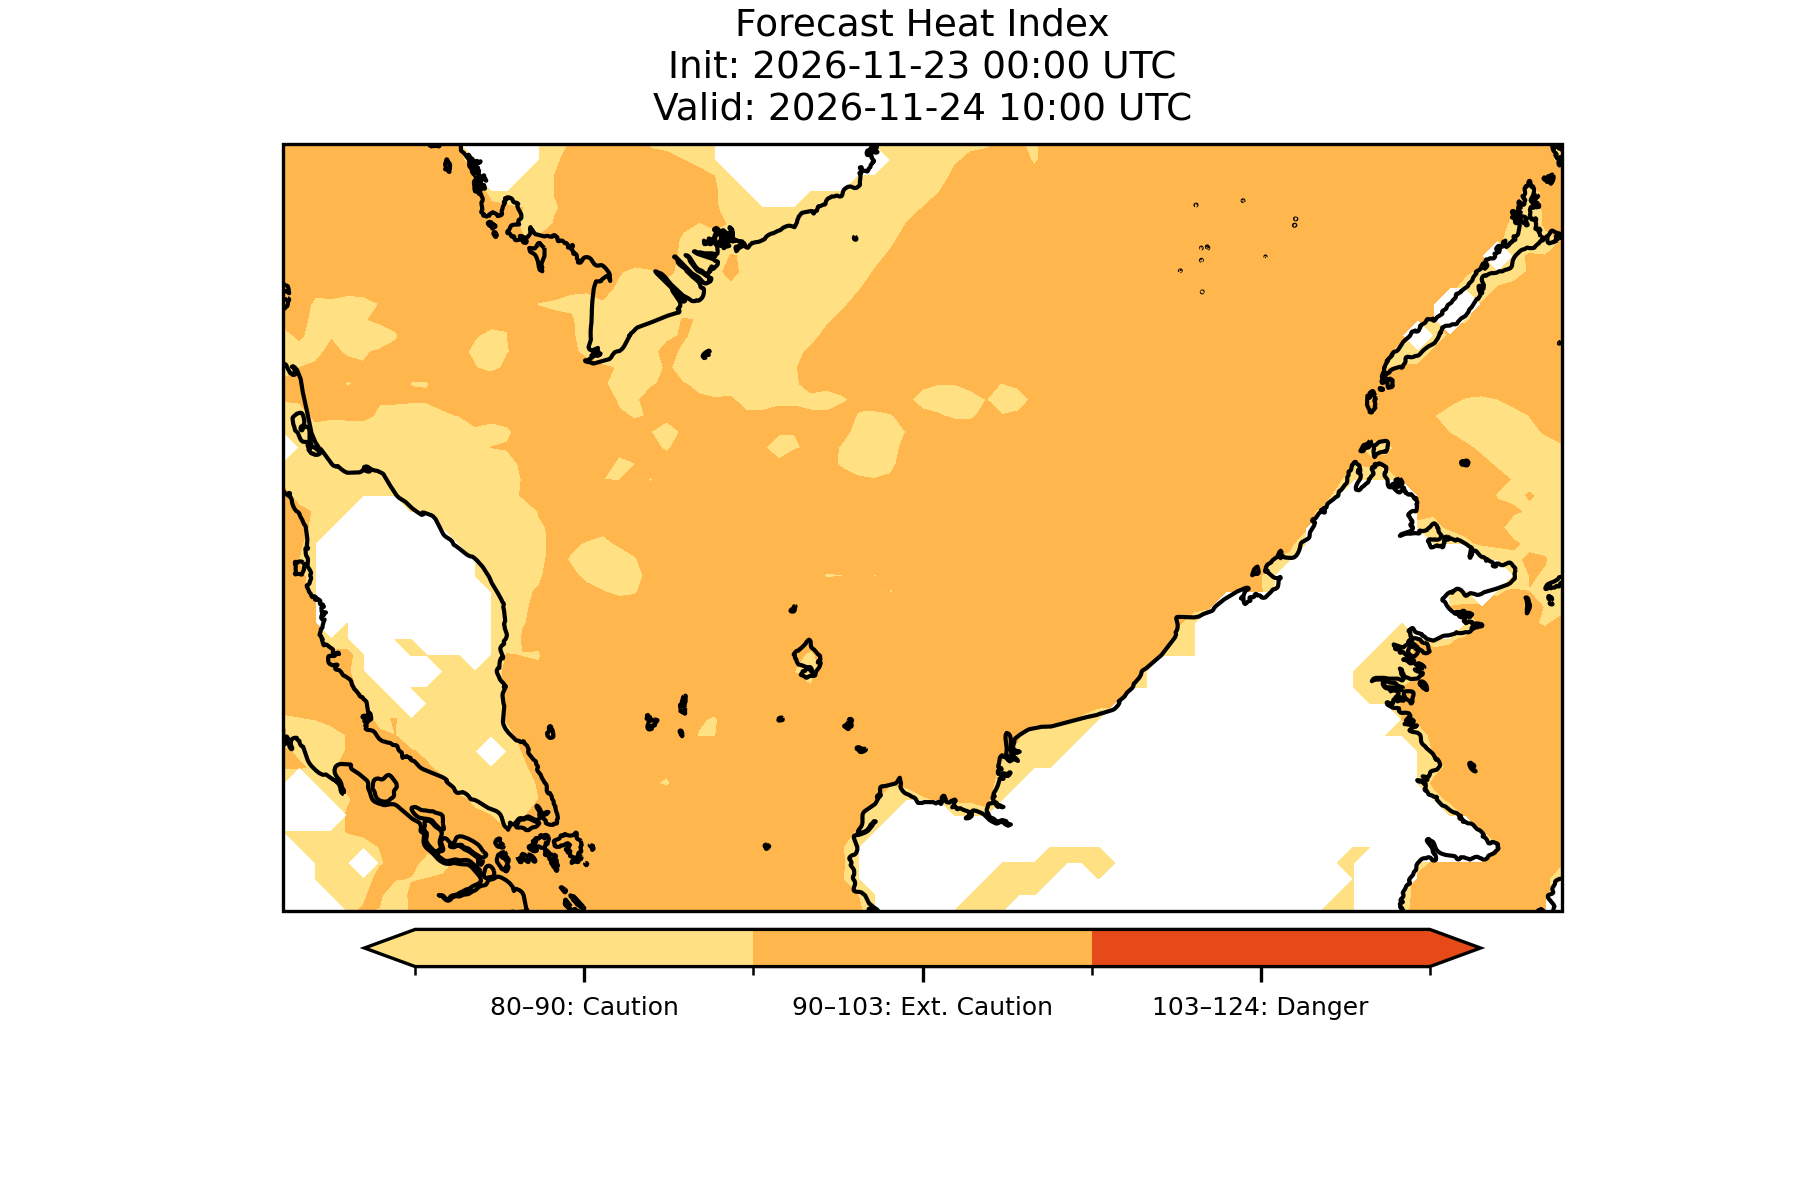 Forecast Heat Index
Init: 2026-11-23 00:00 UTC
Valid: 2026-11-24 10:00 UTC
80–90: Caution
90–103: Ext. Caution
103–124: Danger